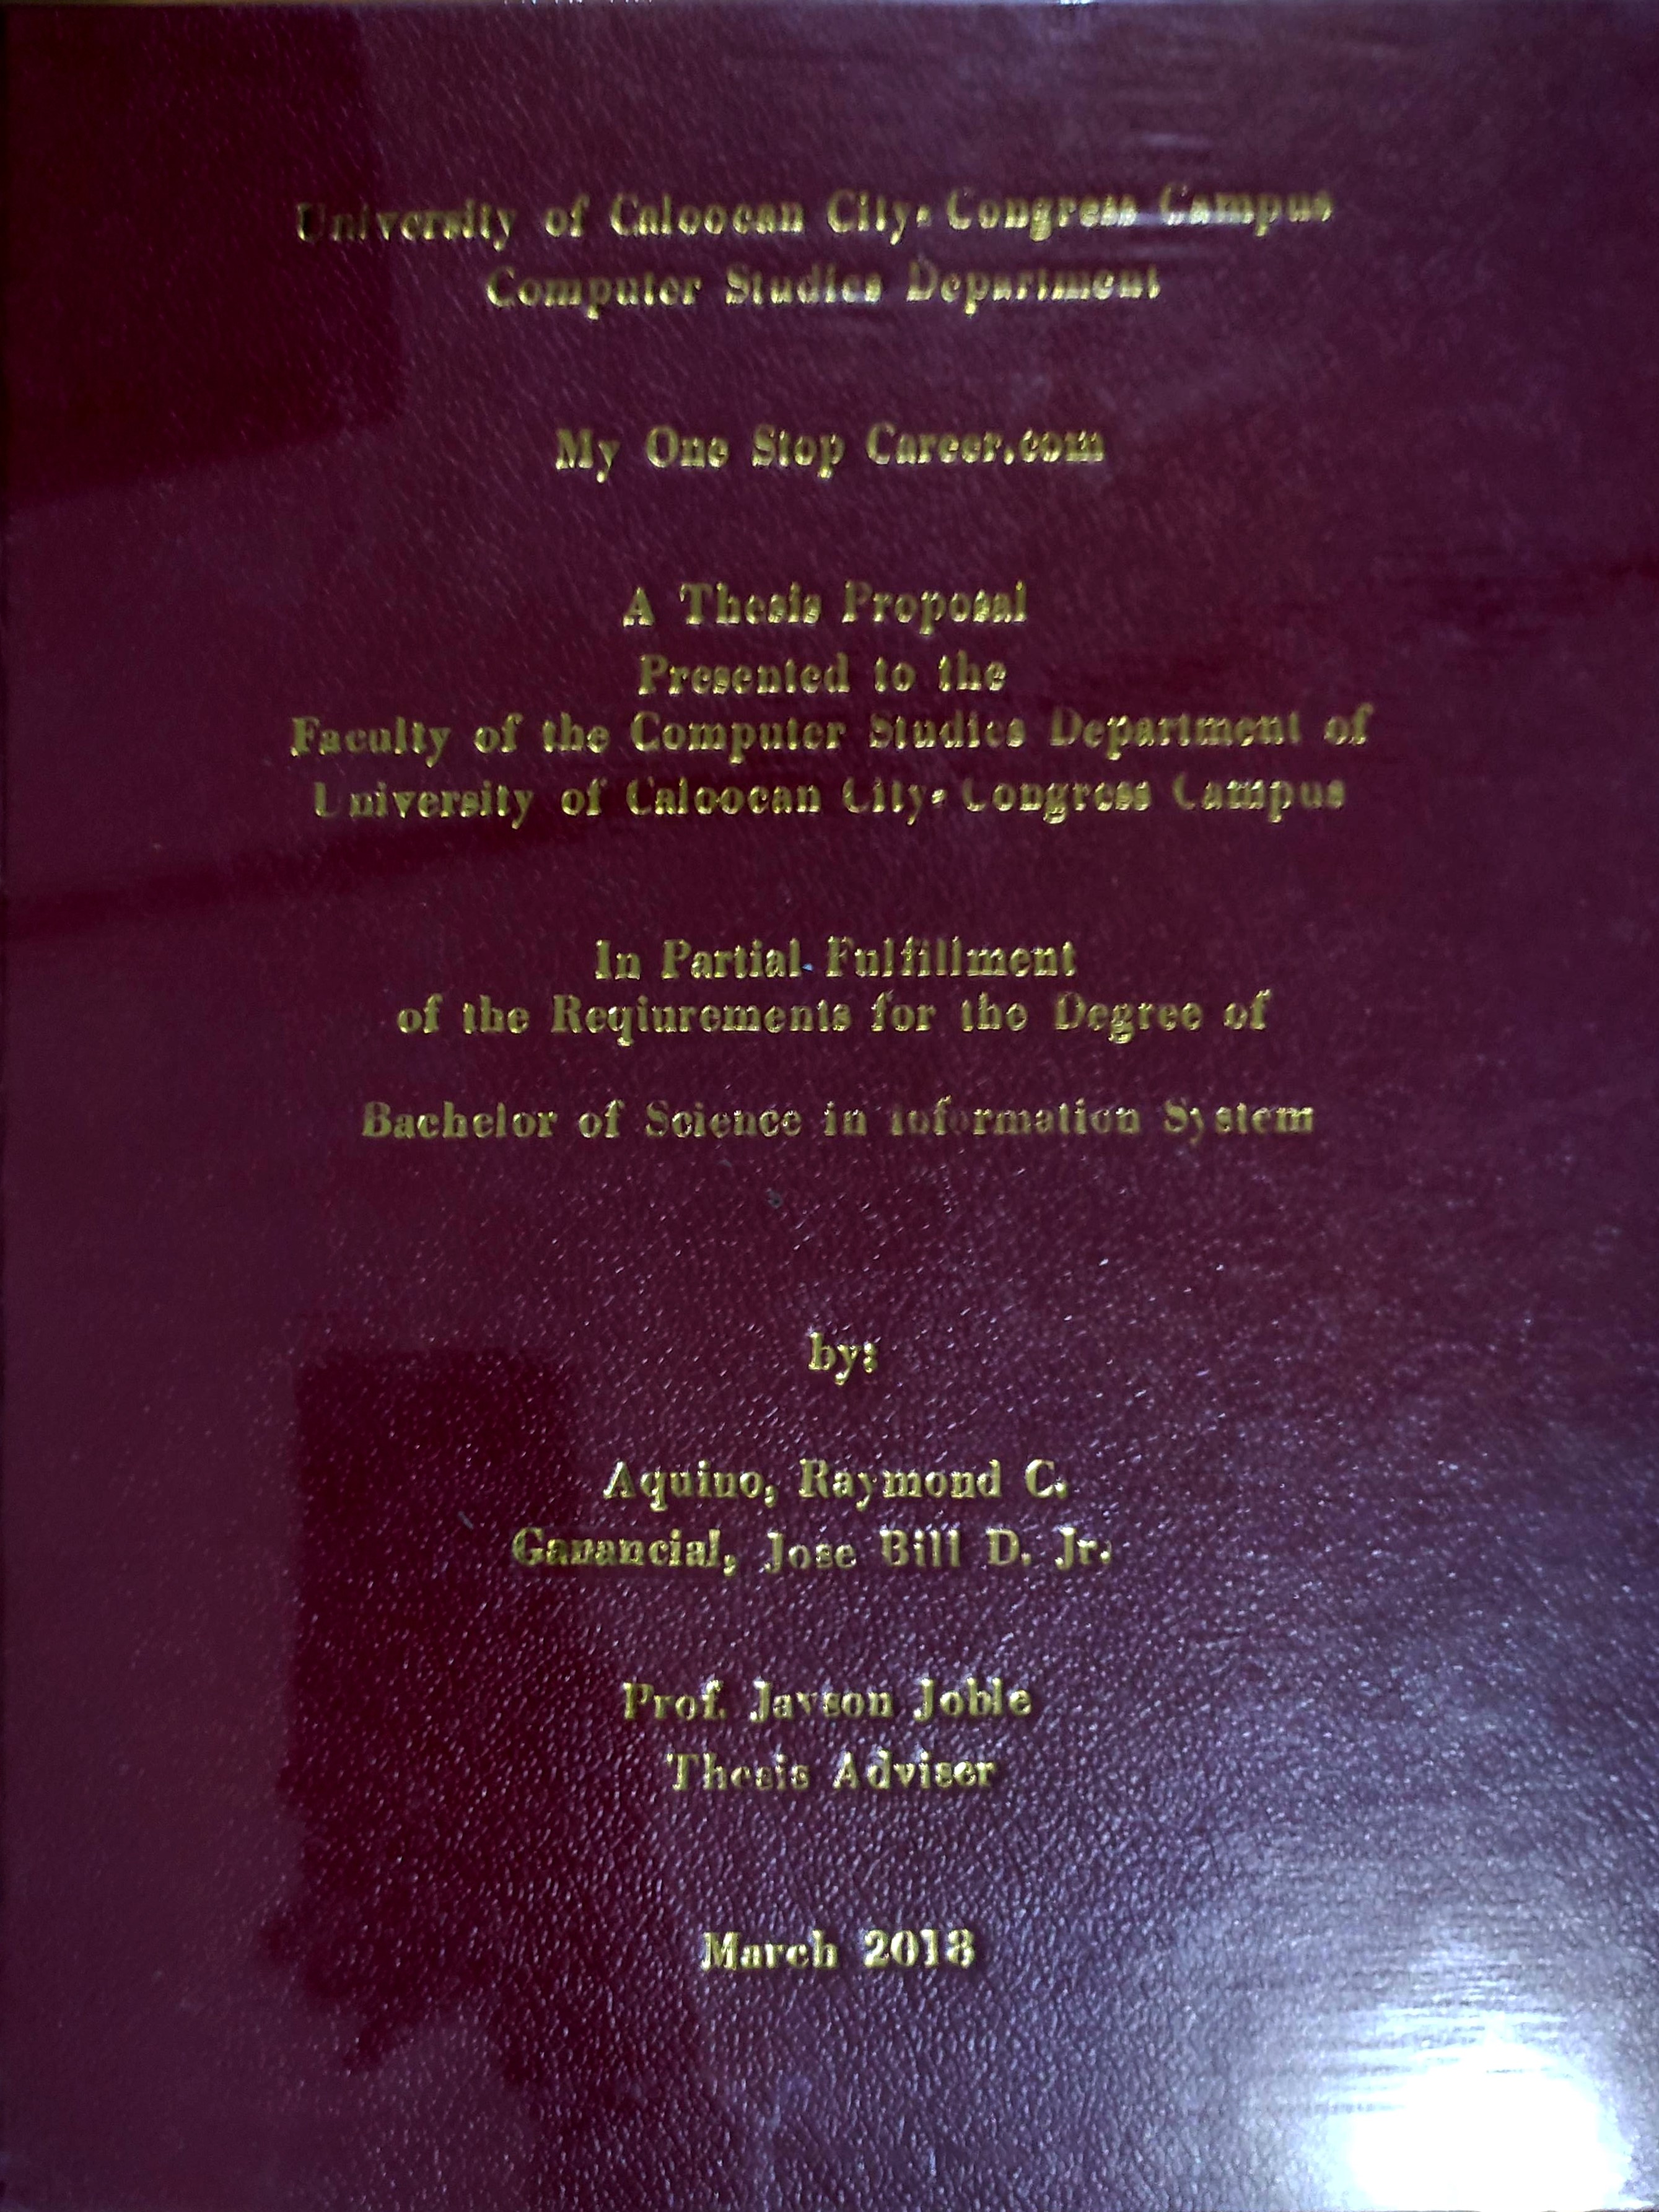 University of Caloocan City- Congress Campus
Computer Studies Department
My One Stop Career.com
A Thesis Proposal
Presented to the
Faculty of the Computer Studies Department of
University of Caloocan City- Congress Campus
In Partial Fulfillment
of the Reqiurements for the Degree of
Bachelor of Science in Information System
by:
Aquino, Raymond C.
Ganancial, Jose Bill D. Jr.
Prof. Jayson Joble
Thesis Adviser
March 2018